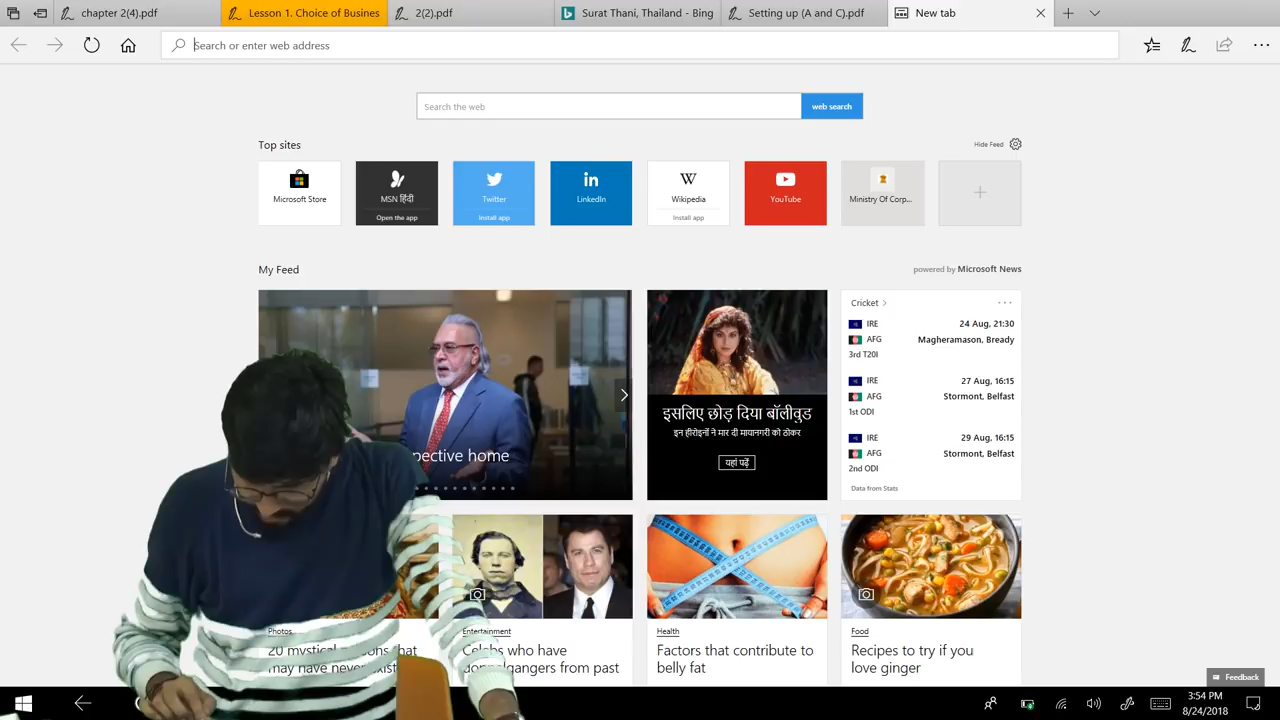 chapter 2(4).pdf
Lesson 1. Choice of Busines
2(2).pdf
Surat Thani, Thailand - Bing
Setting up (A and C).pdf
New tab
Search or enter web address
Search the web
web search
Top sites
Hide Feed
Microsoft Store
MSN हिंदी
Open the app
Twitter
Install app
LinkedIn
Wikipedia
Install app
YouTube
Ministry Of Corp...
My Feed
powered by Microsoft News
pective home
इसलिए छोड़ दिया बॉलीवुड
इन हीरोइनों ने मार दी मायानगरी को ठोकर
यहां पढ़ें
Cricket
IRE 24 Aug, 21:30
AFG Magheramason, Bready
3rd T20I
IRE 27 Aug, 16:15
AFG Stormont, Belfast
1st ODI
IRE 29 Aug, 16:15
AFG Stormont, Belfast
2nd ODI
Data from Stats
Photos
20 mystical that
may have never exist
Entertainment
Celebs who have
doppelgangers from past
Health
Factors that contribute to
belly fat
Food
Recipes to try if you
love ginger
Feedback
3:54 PM
8/24/2018